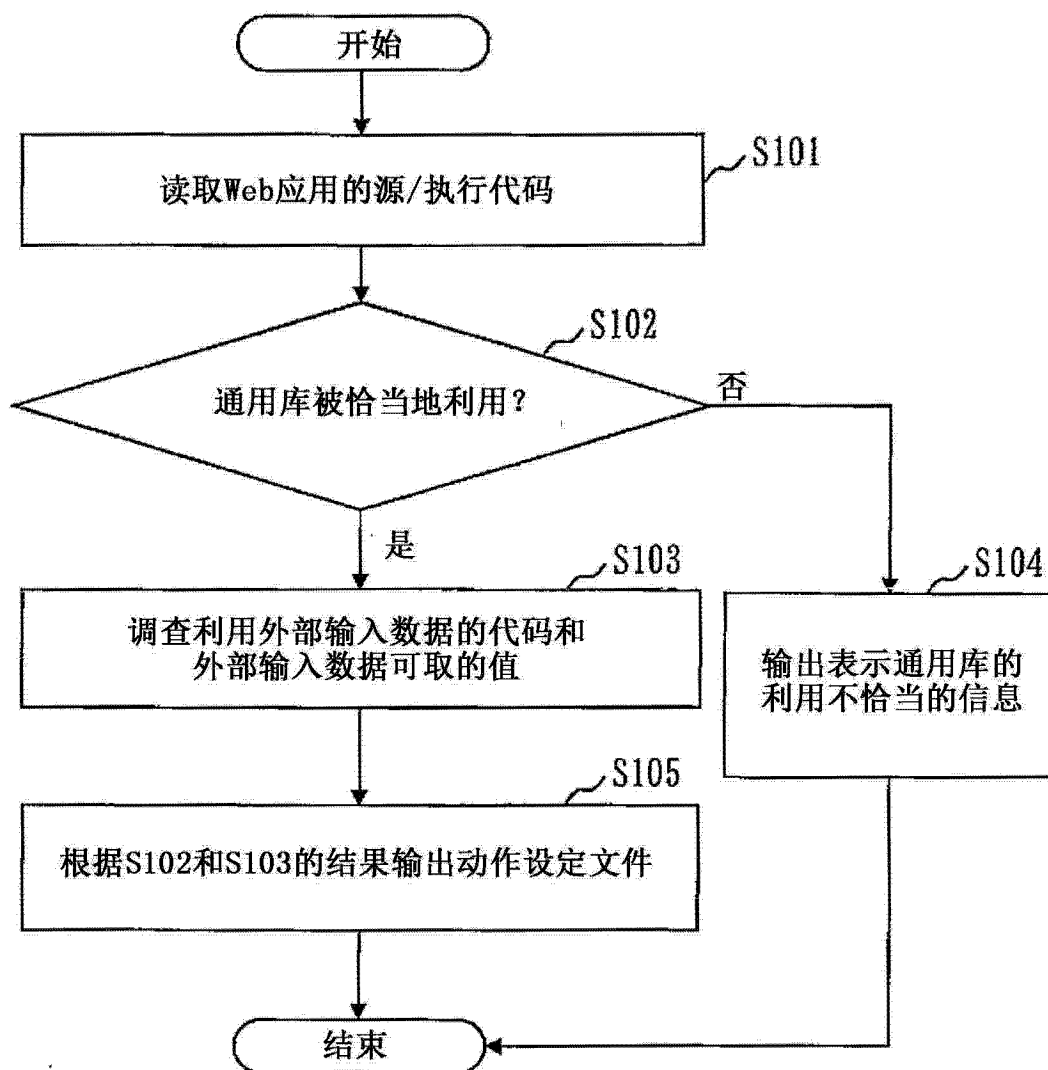 开始
S101
读取Web应用的源/执行代码
S102
通用库被恰当地利用?
否
是
S103
调查利用外部输入数据的代码和
外部输入数据可取的值
S104
输出表示通用库的
利用不恰当的信息
S105
根据S102和S103的结果输出动作设定文件
结束